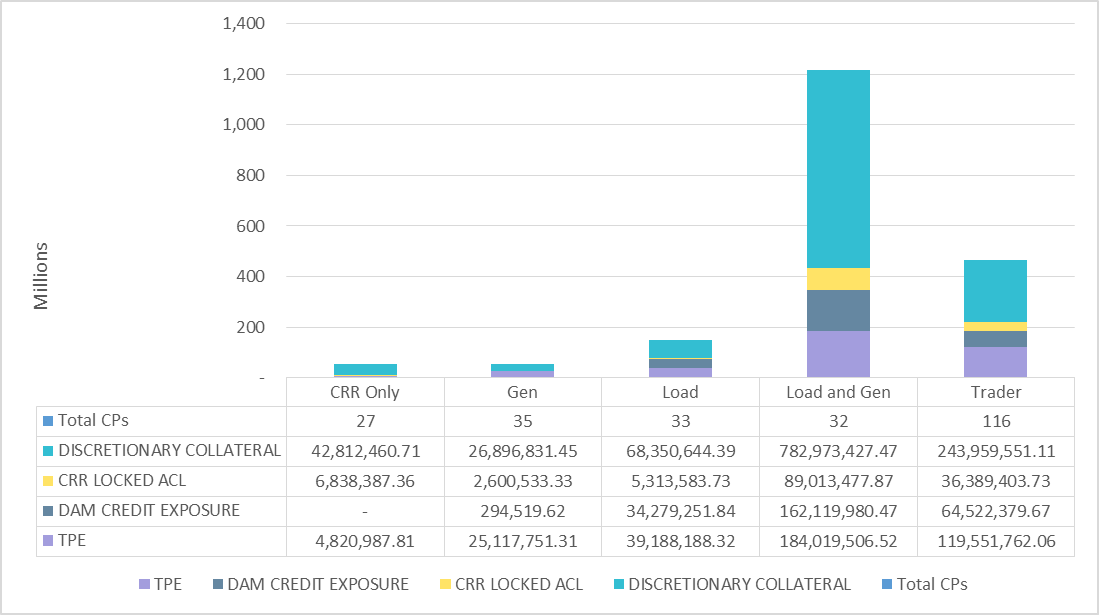 1,400
1,200
1,000
800
600
400
200
-
Millions
CRR Only Gen Load Load and Gen Trader
Total CPs 27 35 33 32 116
DISCRETIONARY COLLATERAL 42,812,460.71 26,896,831.45 68,350,644.39 782,973,427.47 243,959,551.11
CRR LOCKED ACL 6,838,387.36 2,600,533.33 5,313,583.73 89,013,477.87 36,389,403.73
DAM CREDIT EXPOSURE - 294,519.62 34,279,251.84 162,119,980.47 64,522,379.67
TPE 4,820,987.81 25,117,751.31 39,188,188.32 184,019,506.52 119,551,762.06
TPE DAM CREDIT EXPOSURE CRR LOCKED ACL DISCRETIONARY COLLATERAL Total CPs